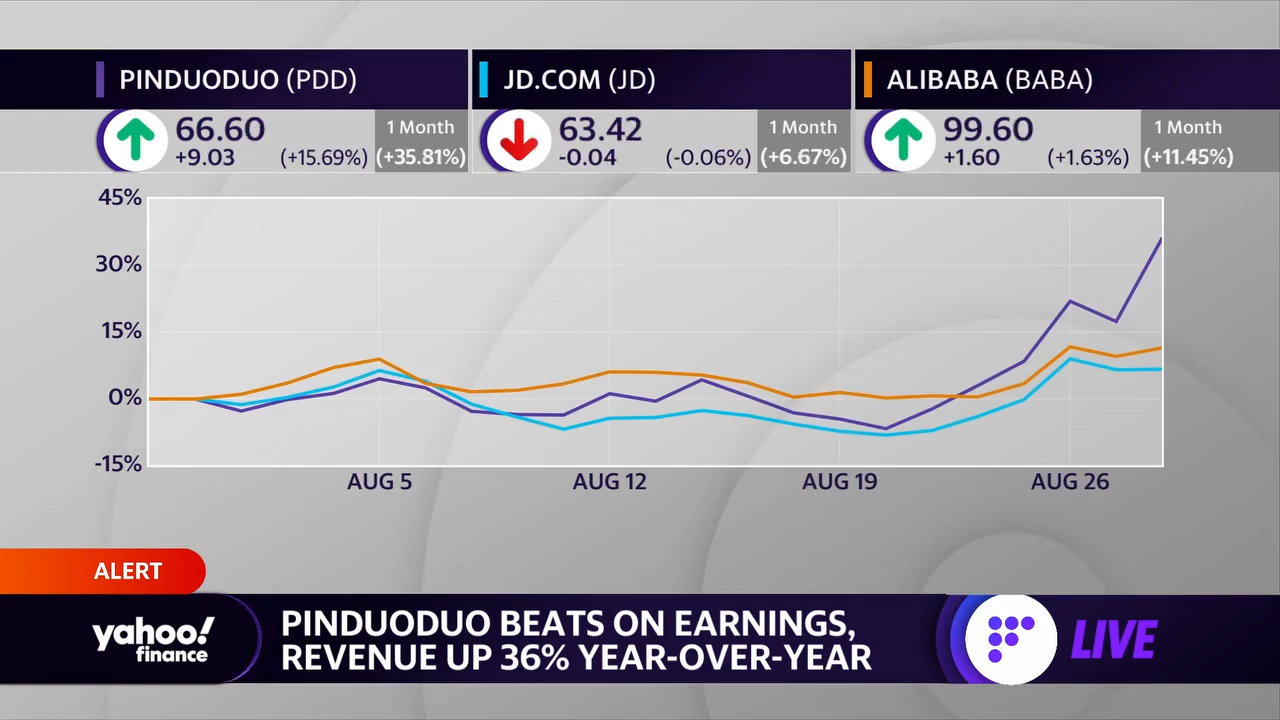 PINDUODUO (PDD)
66.60
+9.03 (+15.69%)
1 Month
(+35.81%)
JD.COM (JD)
63.42
-0.04 (-0.06%)
1 Month
(+6.67%)
ALIBABA (BABA)
99.60
+1.60 (+1.63%)
1 Month
(+11.45%)
45%
30%
15%
0%
-15%
AUG 5 AUG 12 AUG 19 AUG 26
ALERT
yahoo!
finance
PINDUODUO BEATS ON EARNINGS,
REVENUE UP 36% YEAR-OVER-YEAR
LIVE